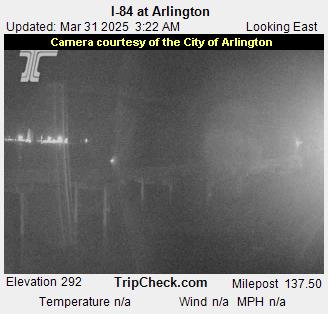 I-84 at Arlington
Updated: Mar 31 2025 3:22 AM Looking East
Camera courtesy of the City of Arlington
Elevation 292 TripCheck.com Milepost 137.50
Temperature n/a Wind n/a MPH n/a